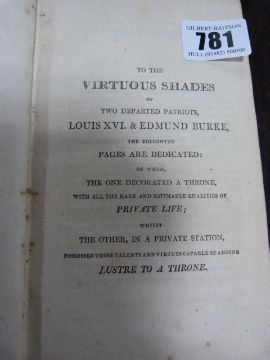 GILBERT BAITSON
781
HULL (01482) 500500
TO THE
VIRTUOUS SHADES
OF
TWO DEPARTED PATRIOTS,
LOUIS XVI. & EDMUND BURKE,
THE FOLLOWING
PAGES ARE DEDICATED:
OF WHOM,
THE ONE DECORATED A THRONE,
WITH ALL THE RARE AND ESTIMABLE QUALITIES OF
PRIVATE LIFE;
WHILST
THE OTHER, IN A PRIVATE STATION,
POSSESSED THOSE TALENTS AND VIRTUES CAPABLE OF ADDING
LUSTRE TO A THRONE.